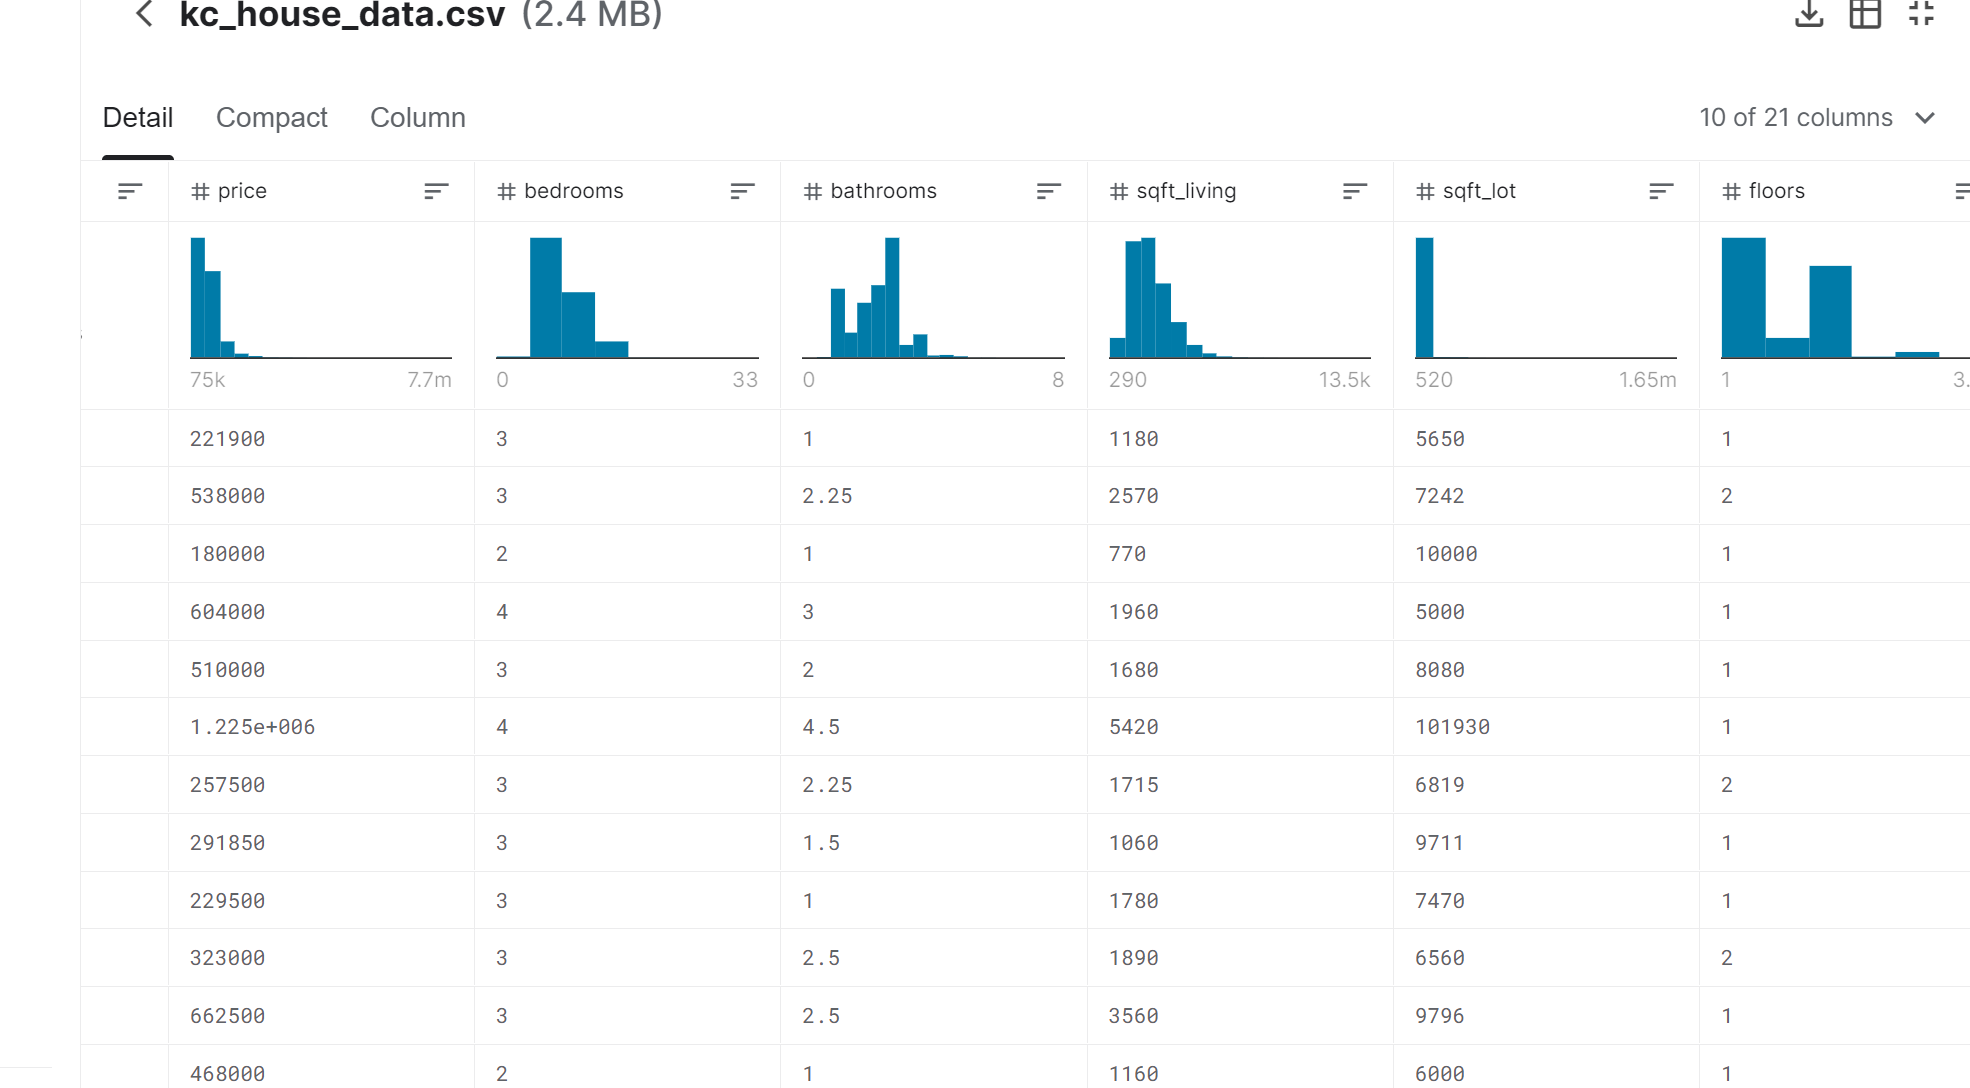 kc_house_data.csv (2.4 MB)
Detail Compact Column 10 of 21 columns
# price # bedrooms # bathrooms # sqft_living # sqft_lot # floors
75k 7.7m 0 33 0 8 290 13.5k 520 1.65m 1 3.
221900 3 1 1180 5650 1
538000 3 2.25 2570 7242 2
180000 2 1 770 10000 1
604000 4 3 1960 5000 1
510000 3 2 1680 8080 1
1.225e+006 4 4.5 5420 101930 1
257500 3 2.25 1715 6819 2
291850 3 1.5 1060 9711 1
229500 3 1 1780 7470 1
323000 3 2.5 1890 6560 2
662500 3 2.5 3560 9796 1
468000 2 1 1160 6000 1